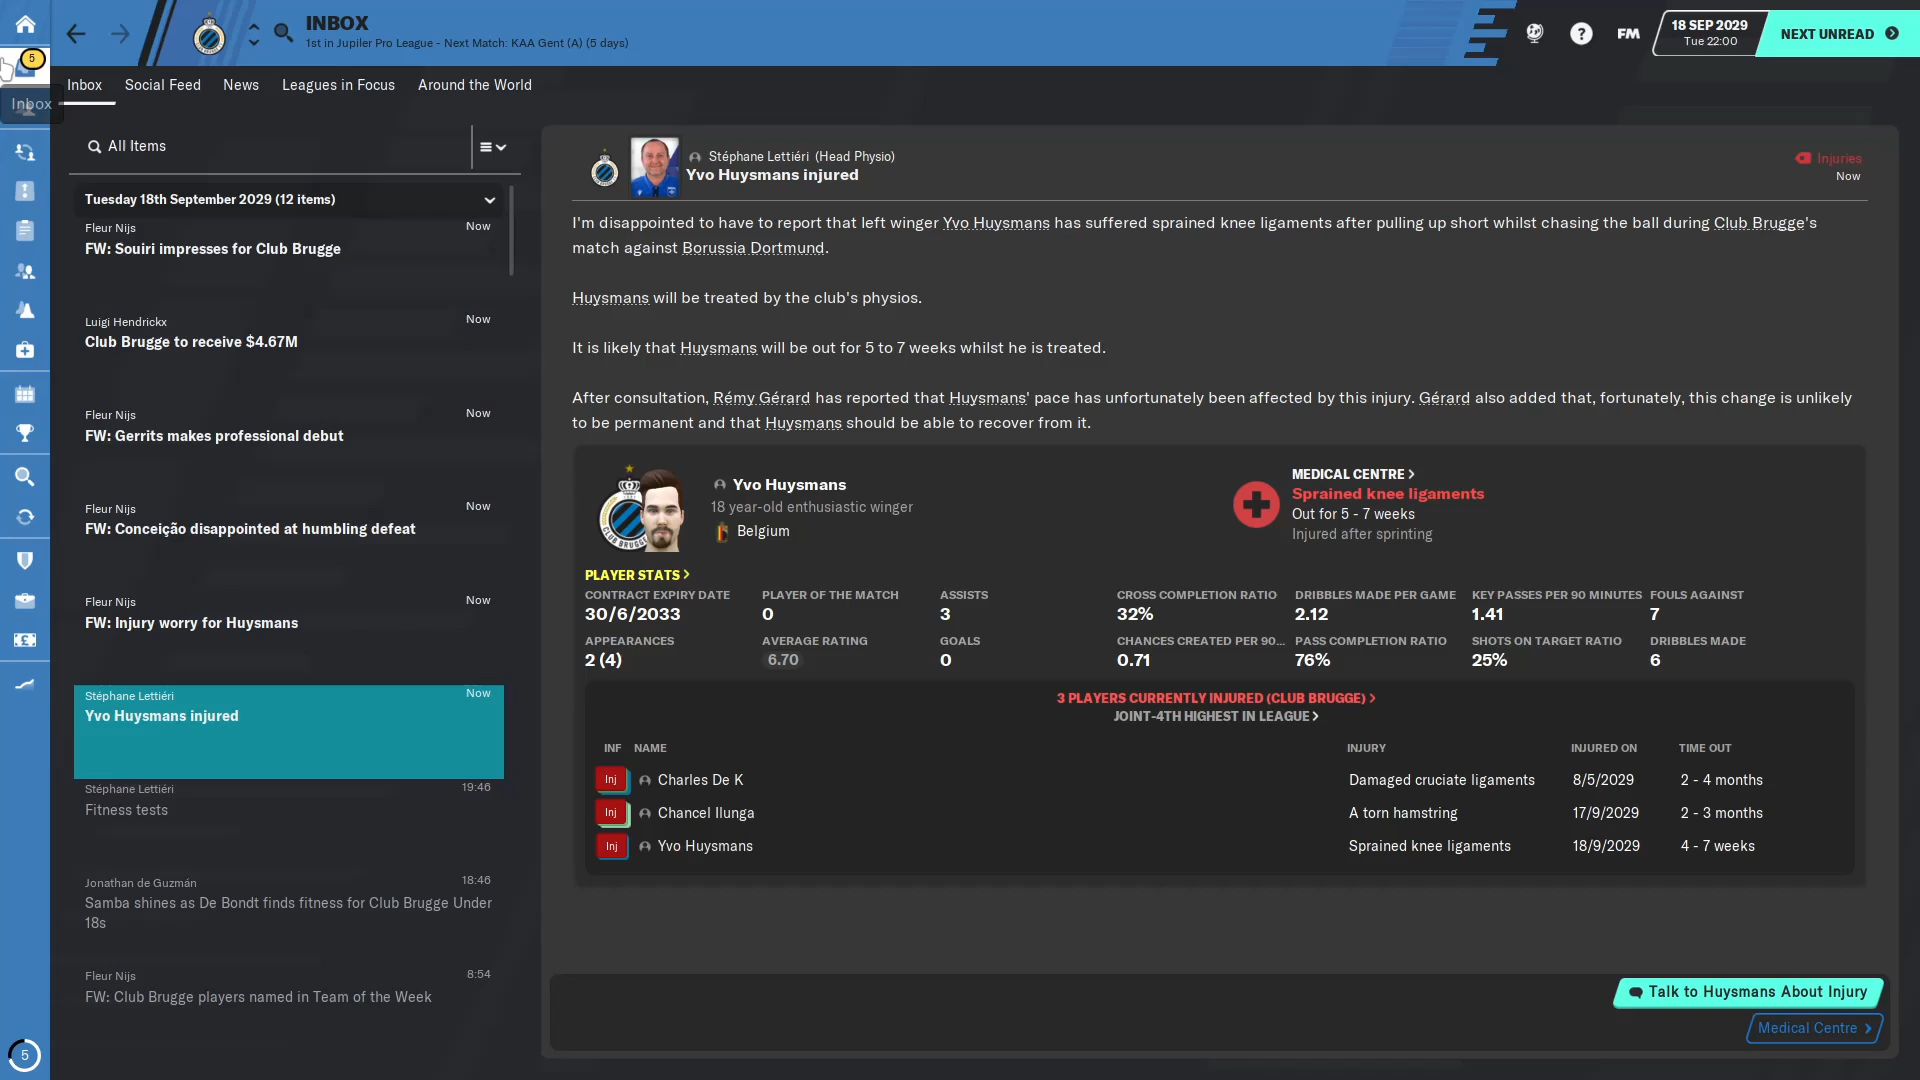 INBOX
1st in Jupiler Pro League - Next Match: KAA Gent (A) (5 days)
?
FM
18 SEP 2029
Tue 22:00
NEXT UNREAD
5
Inbox
Inbox
Social Feed
News
Leagues in Focus
Around the World
All Items
Tuesday 18th September 2029 (12 items)
Fleur Nijs
Now
FW: Souiri impresses for Club Brugge
Luigi Hendrickx
Now
Club Brugge to receive $4.67M
Fleur Nijs
Now
FW: Gerrits makes professional debut
Fleur Nijs
Now
FW: Conceição disappointed at humbling defeat
Fleur Nijs
Now
FW: Injury worry for Huysmans
Stéphane Lettiéri
Now
Yvo Huysmans injured
Stéphane Lettiéri
19:46
Fitness tests
Jonathan de Guzmán
18:46
Samba shines as De Bondt finds fitness for Club Brugge Under
18s
Fleur Nijs
8:54
FW: Club Brugge players named in Team of the Week
5
Stéphane Lettiéri (Head Physio)
Yvo Huysmans injured
Injuries
Now
I'm disappointed to have to report that left winger Yvo Huysmans has suffered sprained knee ligaments after pulling up short whilst chasing the ball during Club Brugge's
match against Borussia Dortmund.
Huysmans will be treated by the club's physios.
It is likely that Huysmans will be out for 5 to 7 weeks whilst he is treated.
After consultation, Rémy Gérard has reported that Huysmans' pace has unfortunately been affected by this injury. Gérard also added that, fortunately, this change is unlikely
to be permanent and that Huysmans should be able to recover from it.
CLUB BRUGGE
Yvo Huysmans
18 year-old enthusiastic winger
Belgium
MEDICAL CENTRE >
Sprained knee ligaments
Out for 5 - 7 weeks
Injured after sprinting
PLAYER STATS >
CONTRACT EXPIRY DATE
30/6/2033
PLAYER OF THE MATCH
0
ASSISTS
3
CROSS COMPLETION RATIO
32%
DRIBBLES MADE PER GAME
2.12
KEY PASSES PER 90 MINUTES
1.41
FOULS AGAINST
7
APPEARANCES
2 (4)
AVERAGE RATING
6.70
GOALS
0
CHANCES CREATED PER 90...
0.71
PASS COMPLETION RATIO
76%
SHOTS ON TARGET RATIO
25%
DRIBBLES MADE
6
3 PLAYERS CURRENTLY INJURED (CLUB BRUGGE) >
JOINT-4TH HIGHEST IN LEAGUE >
INF NAME INJURY INJURED ON TIME OUT
Inj Charles De K Damaged cruciate ligaments 8/5/2029 2 - 4 months
Inj Chancel Ilunga A torn hamstring 17/9/2029 2 - 3 months
Inj Yvo Huysmans Sprained knee ligaments 18/9/2029 4 - 7 weeks
Talk to Huysmans About Injury
Medical Centre >